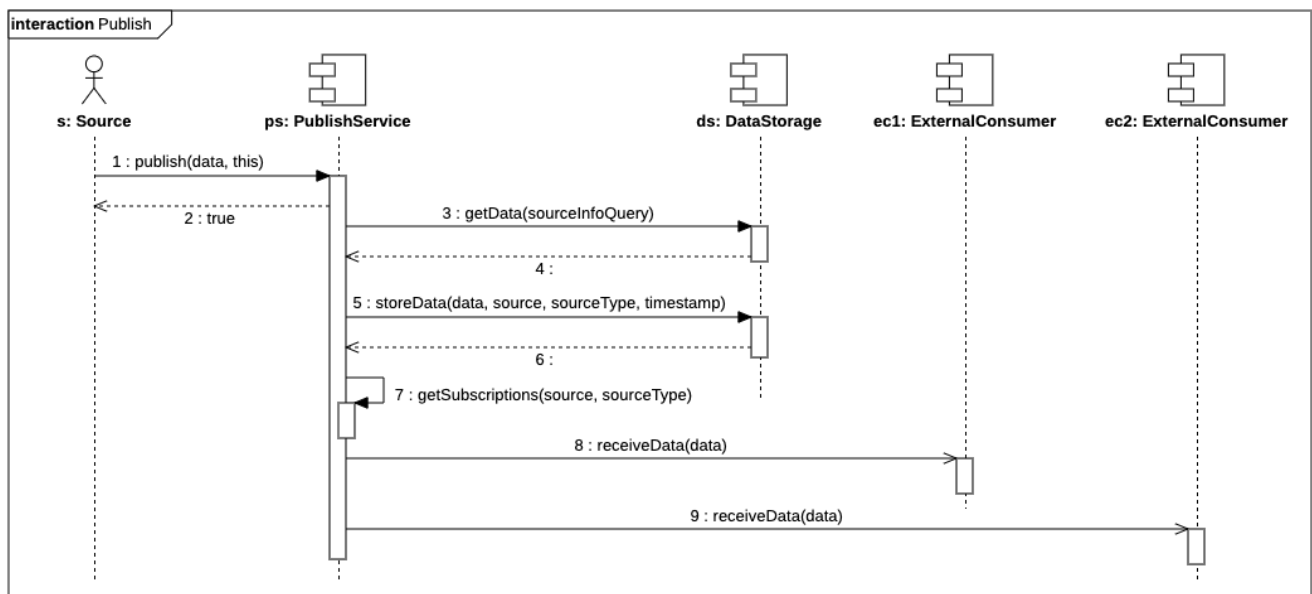 interaction Publish
s: Source
ps: PublishService
ds: DataStorage
ec1: ExternalConsumer
ec2: ExternalConsumer
1 : publish(data, this)
2 : true
3 : getData(sourceInfoQuery)
4 :
5 : storeData(data, source, sourceType, timestamp)
6 :
7 : getSubscriptions(source, sourceType)
8 : receiveData(data)
9 : receiveData(data)